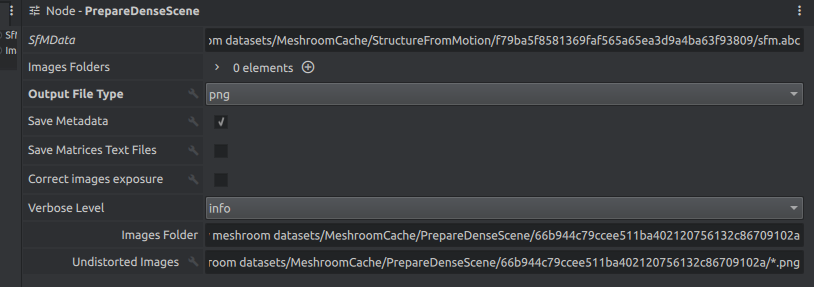 Node - PrepareDenseScene
Sf
Im
SfMData
om datasets/MeshroomCache/StructureFromMotion/f79ba5f8581369faf565a65ea3d9a4ba63f93809/sfm.abc
Images Folders
0 elements
Output File Type
png
Save Metadata
Save Matrices Text Files
Correct images exposure
Verbose Level
info
Images Folder
meshroom datasets/MeshroomCache/PrepareDenseScene/66b944c79ccee511ba402120756132c86709102a
Undistorted Images
room datasets/MeshroomCache/PrepareDenseScene/66b944c79ccee511ba402120756132c86709102a/*.png